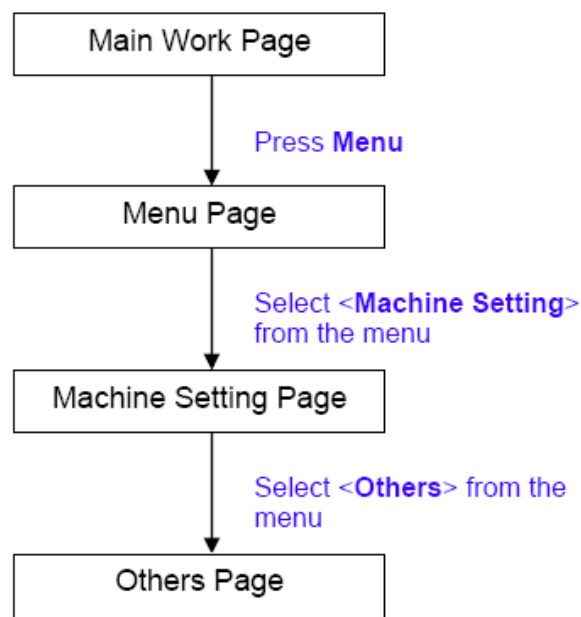 Main Work Page
Press Menu
Menu Page
Select <Machine Setting>
from the menu
Machine Setting Page
Select <Others> from the
menu
Others Page